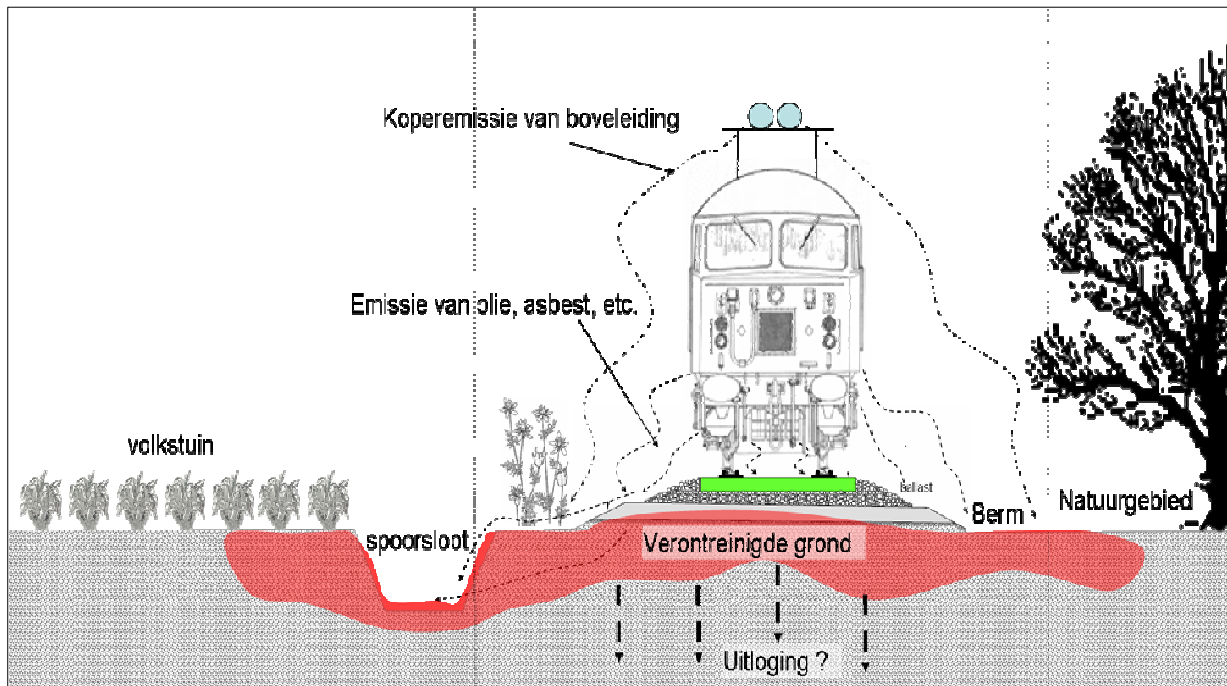 Koperemissie van boveleiding
Emissie van olie, asbest, etc.
volkstuin
ballast
Natuurgebied
Berm
spoorsloot
Verontreinigde grond
Uitloging ?